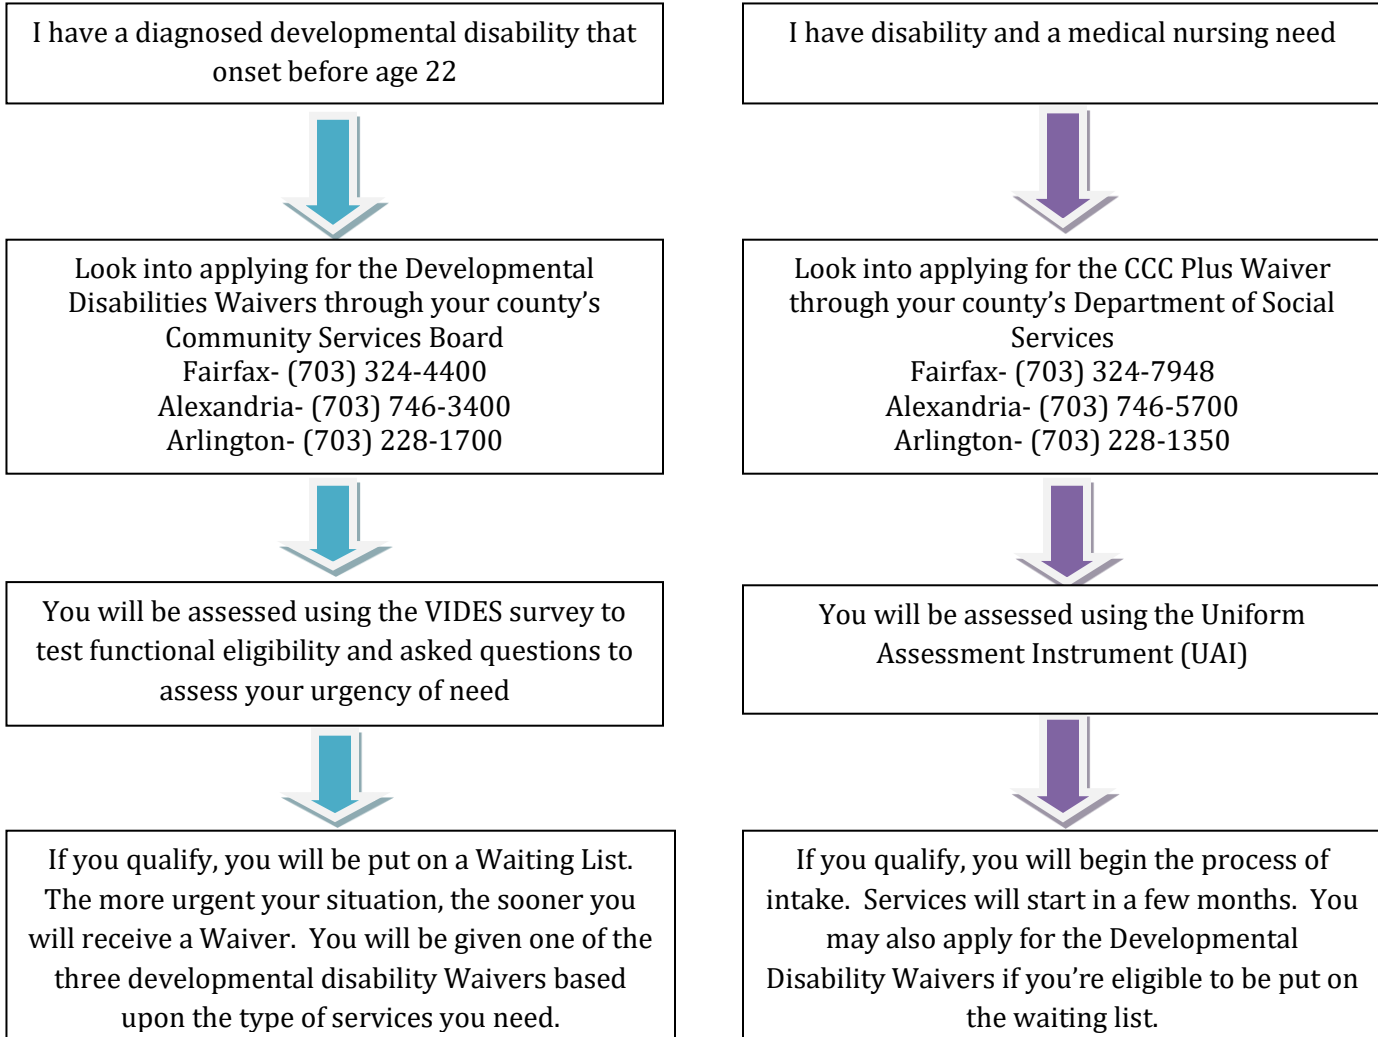 I have a diagnosed developmental disability that
onset before age 22
Look into applying for the Developmental
Disabilities Waivers through your county’s
Community Services Board
Fairfax- (703) 324-4400
Alexandria- (703) 746-3400
Arlington- (703) 228-1700
You will be assessed using the VIDES survey to
test functional eligibility and asked questions to
assess your urgency of need
If you qualify, you will be put on a Waiting List.
The more urgent your situation, the sooner you
will receive a Waiver.  You will be given one of the
three developmental disability Waivers based
upon the type of services you need.
I have disability and a medical nursing need
Look into applying for the CCC Plus Waiver
through your county’s Department of Social
Services
Fairfax- (703) 324-7948
Alexandria- (703) 746-5700
Arlington- (703) 228-1350
You will be assessed using the Uniform
Assessment Instrument (UAI)
If you qualify, you will begin the process of
intake.  Services will start in a few months.  You
may also apply for the Developmental
Disability Waivers if you’re eligible to be put on
the waiting list.